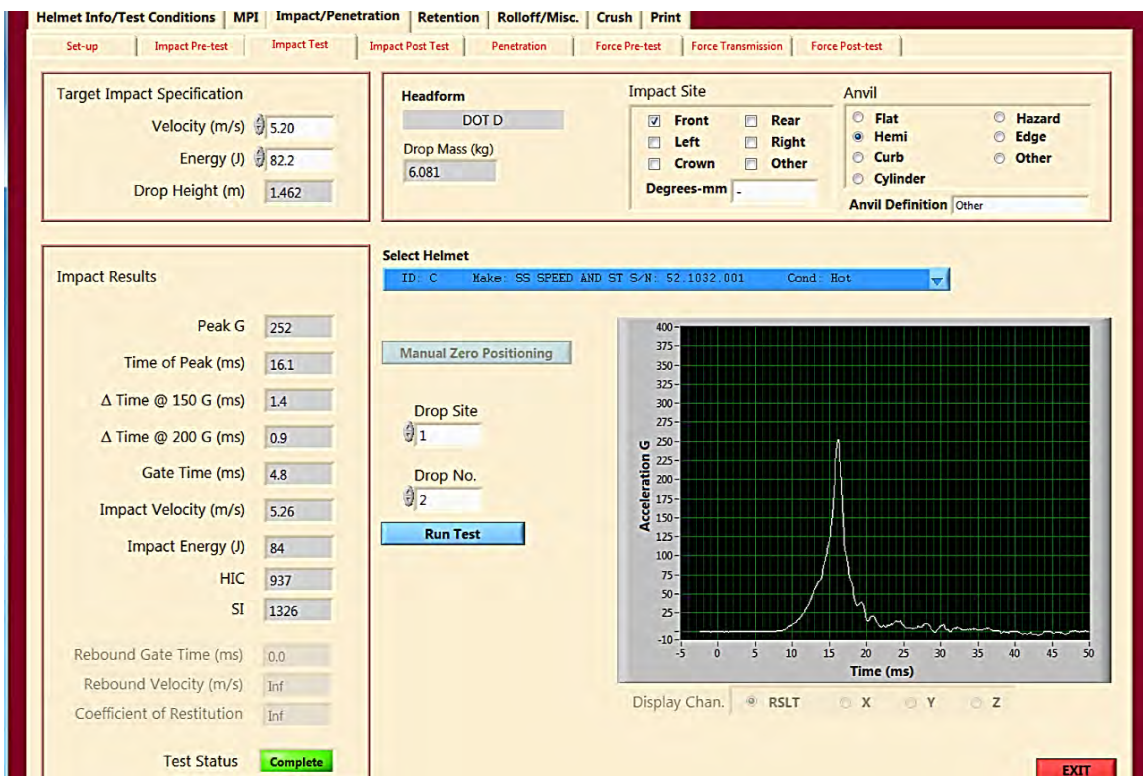 Helmet Info/Test Conditions MPI Impact/Penetration Retention Rolloff/Misc. Crush Print
Set-up Impact Pre-test Impact Test Impact Post Test Penetration Force Pre-test Force Transmission Force Post-test
Target Impact Specification
Velocity (m/s) 5.20
Energy (J) 82.2
Drop Height (m) 1.462
Headform
DOT D
Drop Mass (kg)
6.081
Impact Site
Front Rear
Left Right
Crown Other
Degrees-mm -
Anvil
Flat Hazard
Hemi Edge
Curb Other
Cylinder
Anvil Definition Other
Impact Results
Peak G 252
Time of Peak (ms) 16.1
Δ Time @ 150 G (ms) 1.4
Δ Time @ 200 G (ms) 0.9
Gate Time (ms) 4.8
Impact Velocity (m/s) 5.26
Impact Energy (J) 84
HIC 937
SI 1326
Rebound Gate Time (ms) 0.0
Rebound Velocity (m/s) Inf
Coefficient of Restitution Inf
Test Status Complete
Select Helmet
ID: C Make: SS SPEED AND ST S/N: 52.1032.001 Cond: Hot
Manual Zero Positioning
Drop Site
1
Drop No.
2
Run Test
Acceleration G
400
375
350
325
300
275
250
225
200
175
150
125
100
75
50
25
-10
-5 0 5 10 15 20 25 30 35 40 45 50
Time (ms)
Display Chan. RSLT X Y Z
EXIT